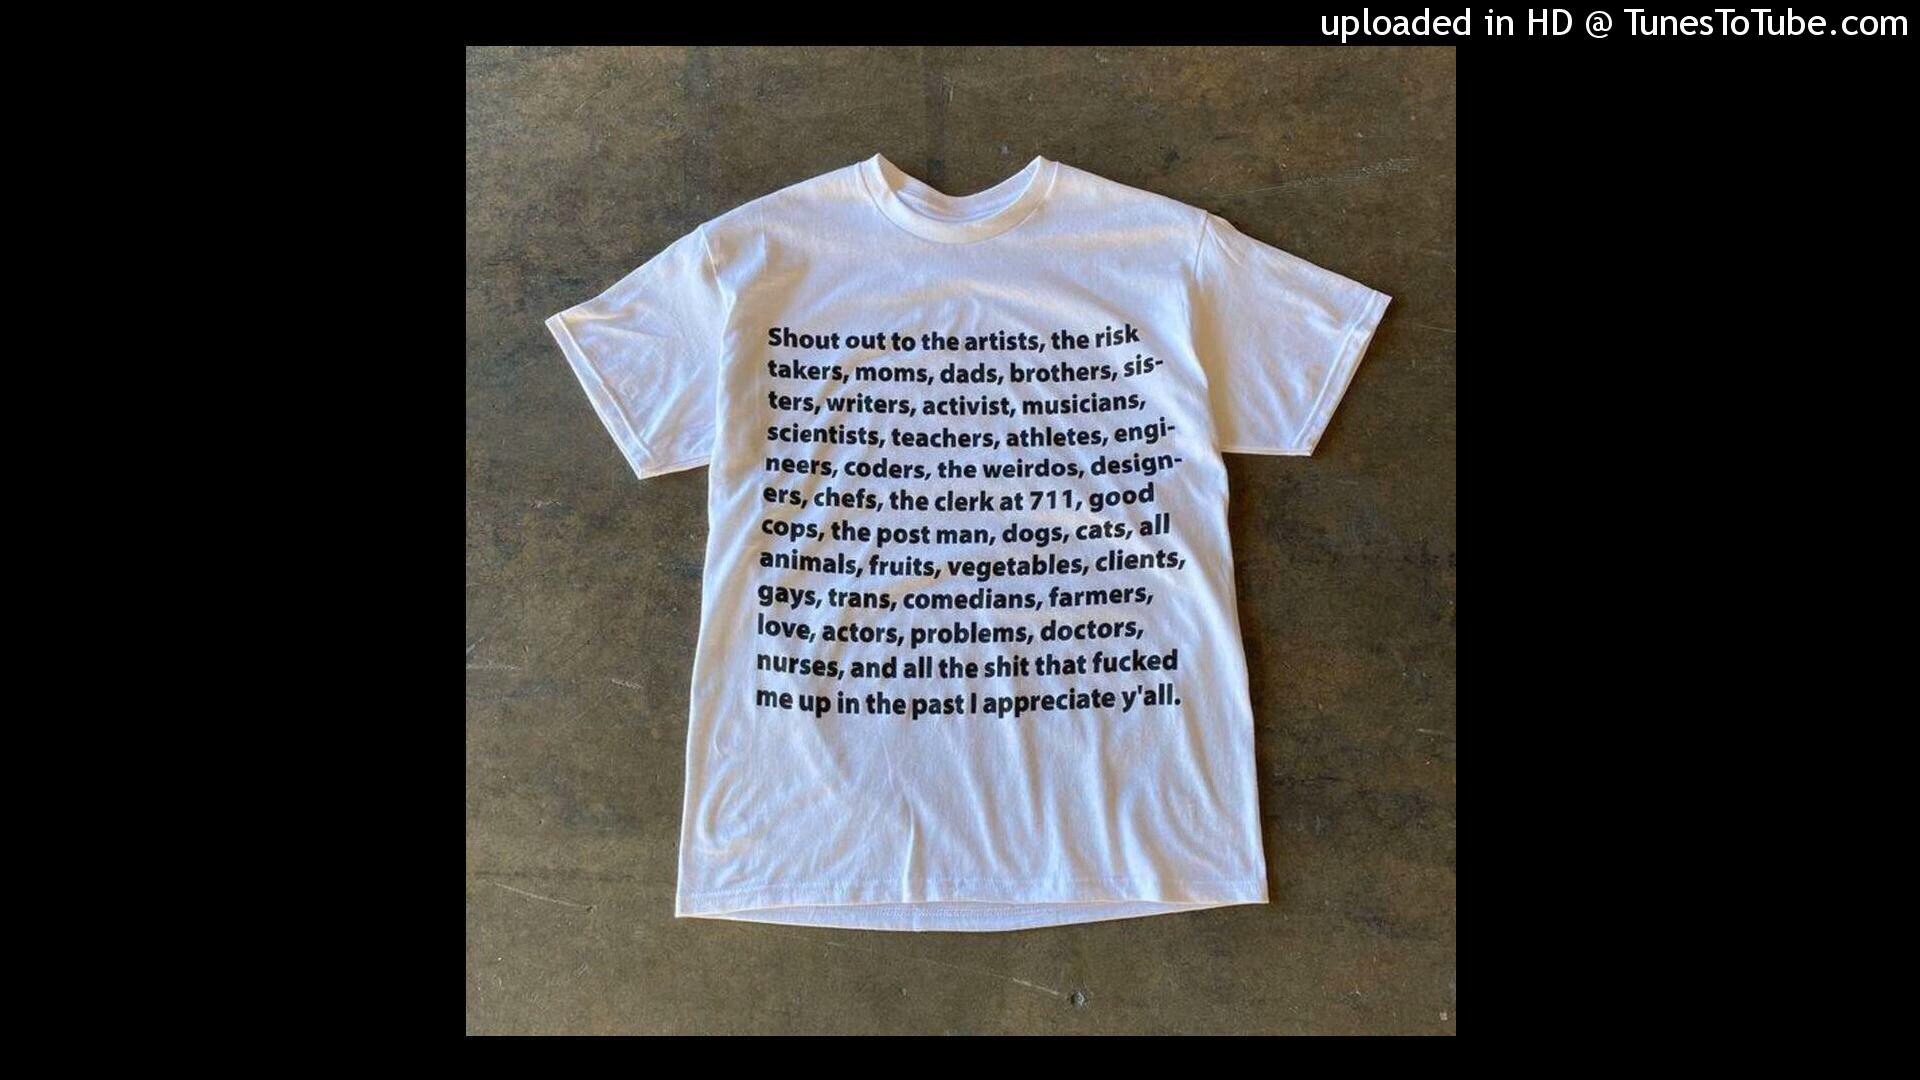 uploaded in HD @ TunesToTube.com
Shout out to the artists, the risk
takers, moms, dads, brothers, sis-
ters, writers, activist, musicians,
scientists, teachers, athletes, engi-
neers, coders, the weirdos, design-
ers, chefs, the clerk at 711, good
cops, the post man, dogs, cats, all
animals, fruits, vegetables, clients,
gays, trans, comedians, farmers,
love, actors, problems, doctors,
nurses, and all the shit that fucked
me up in the past I appreciate y'all.